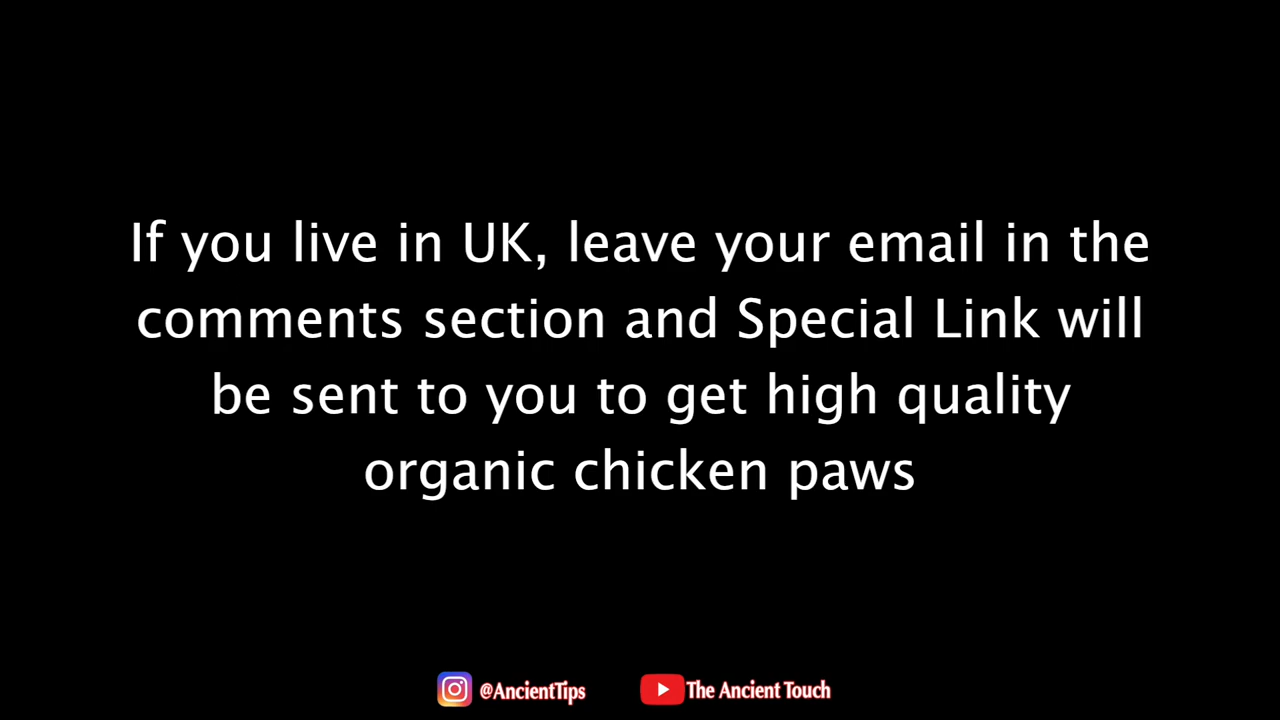 If you live in UK, leave your email in the
comments section and Special Link will
be sent to you to get high quality
organic chicken paws
@AncientTips The Ancient Touch